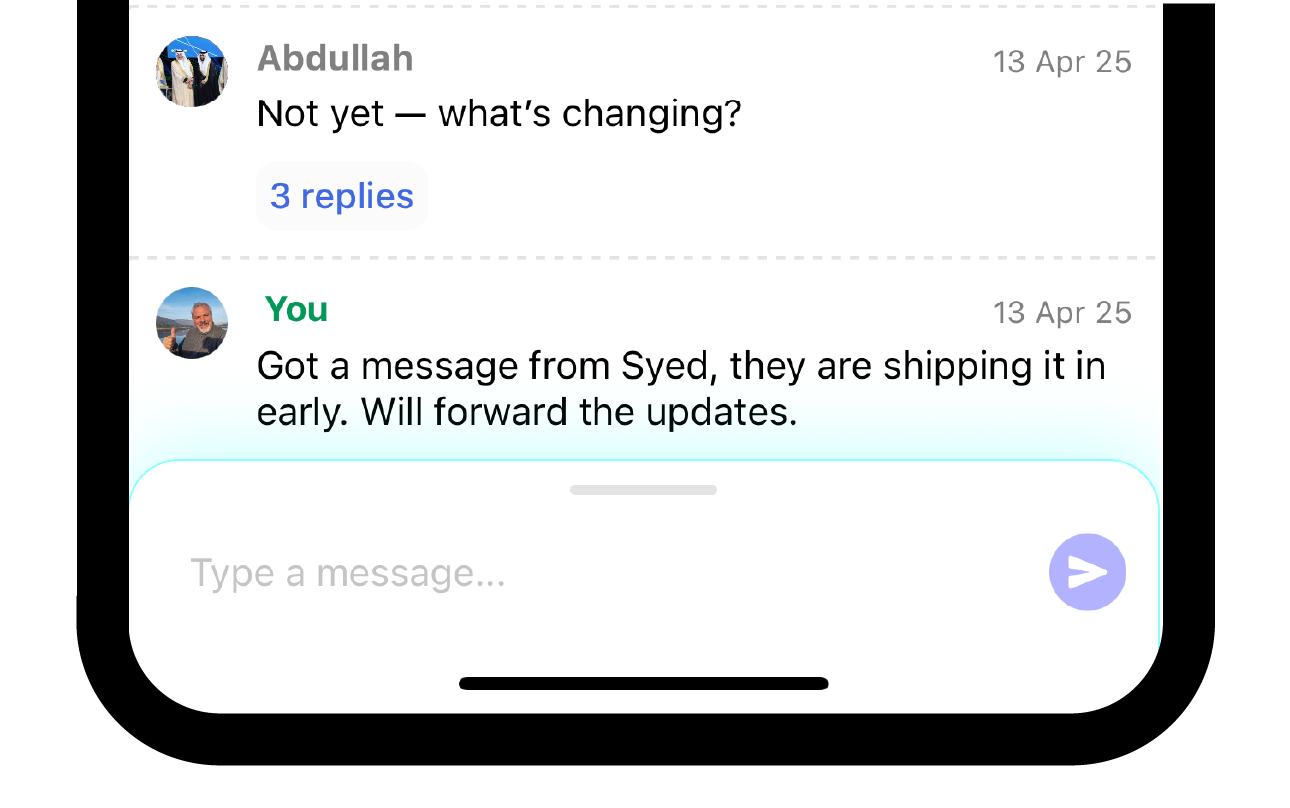 Abdullah
13 Apr 25
Not yet — what’s changing?
3 replies
You
13 Apr 25
Got a message from Syed, they are shipping it in
early. Will forward the updates.
Type a message...